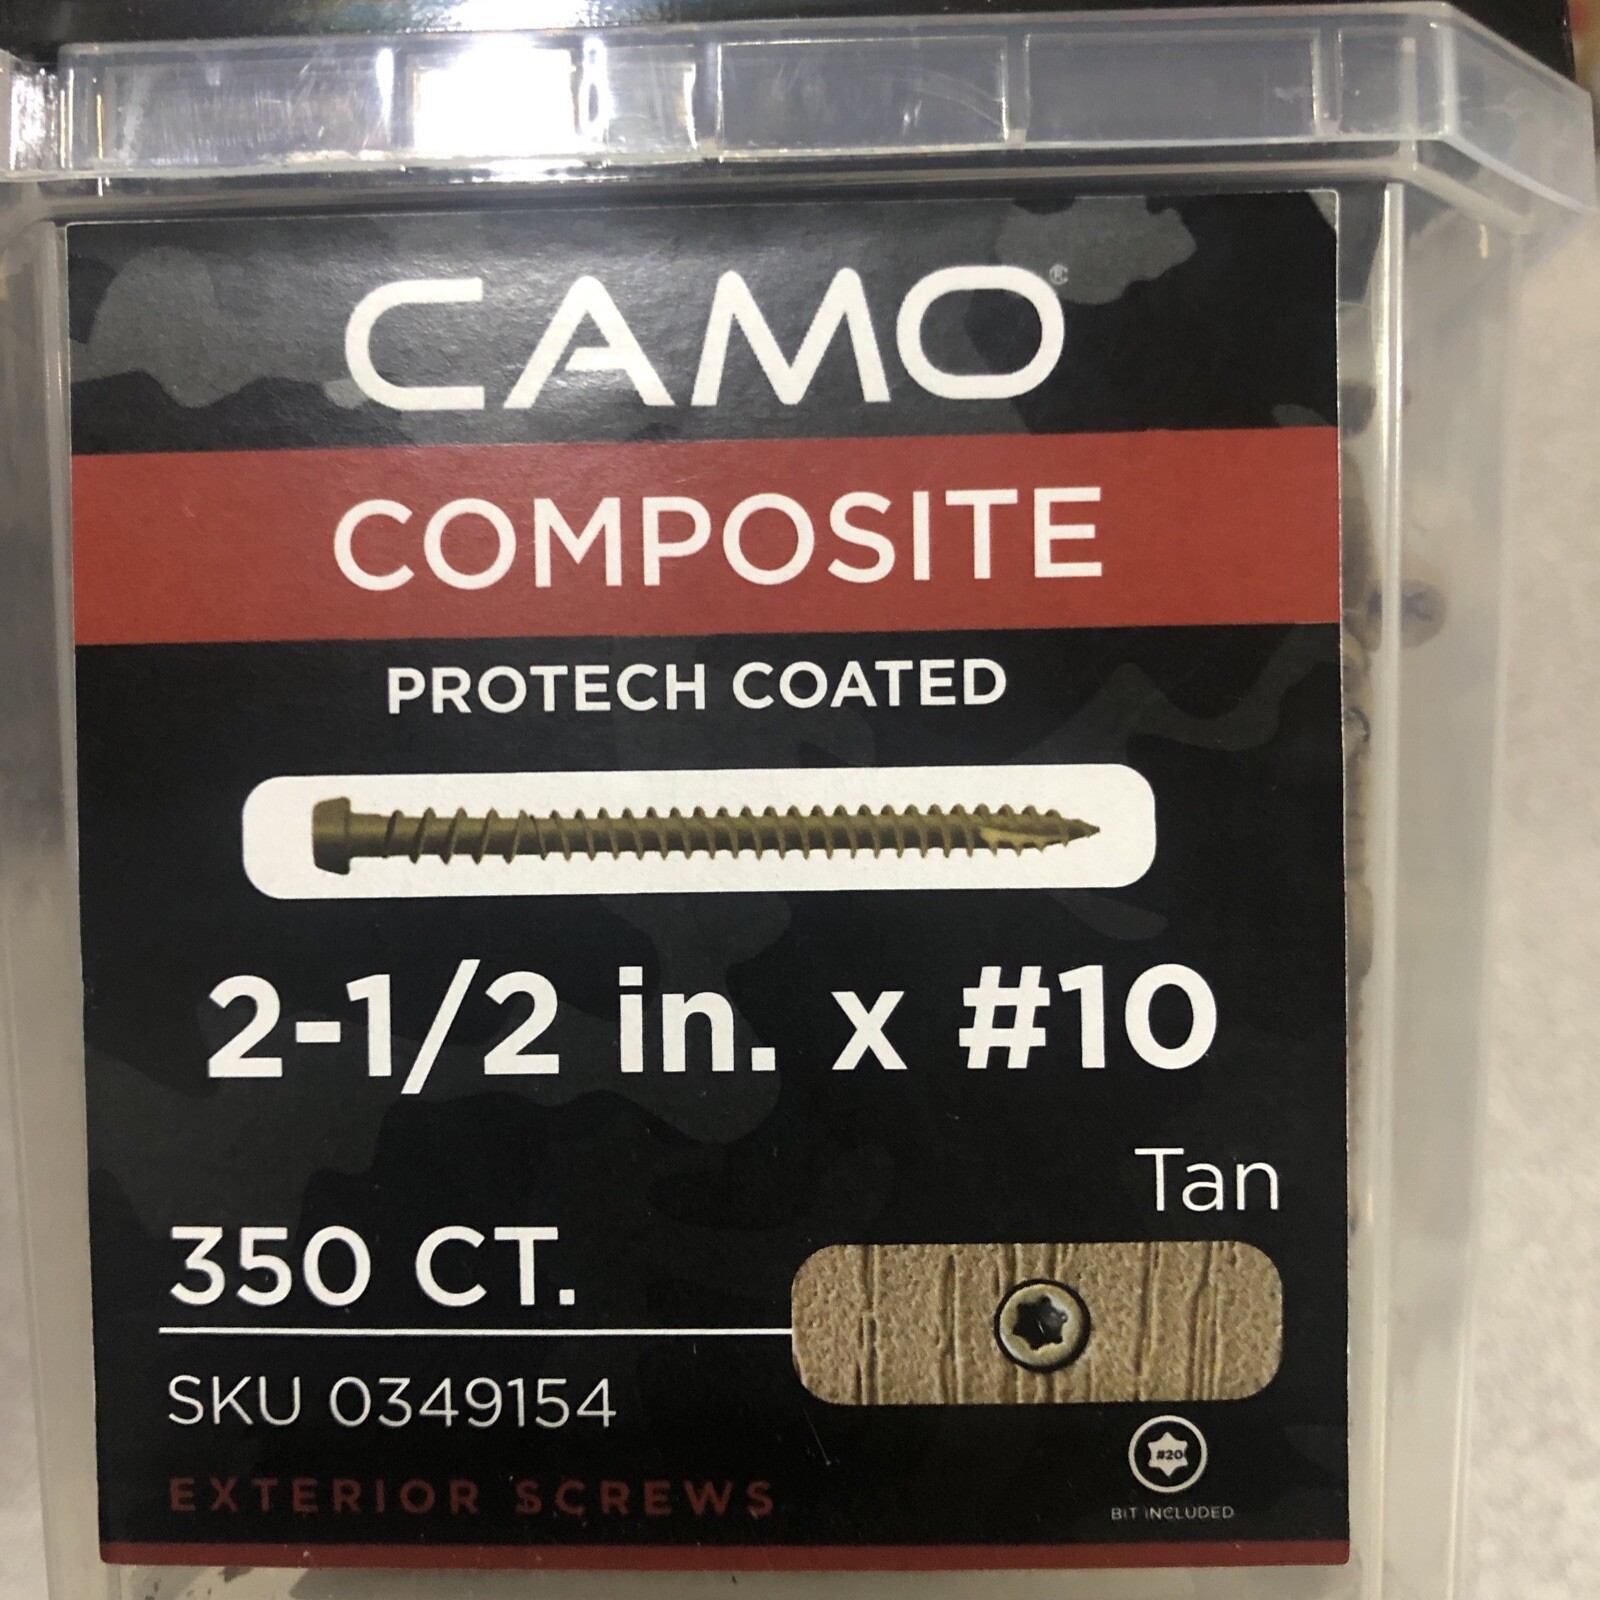 CAMO®
COMPOSITE
PROTECH COATED
2-1/2 in. x #10
Tan
350 CT.
SKU 0349154
#20
EXTERIOR SCREWS
BIT INCLUDED